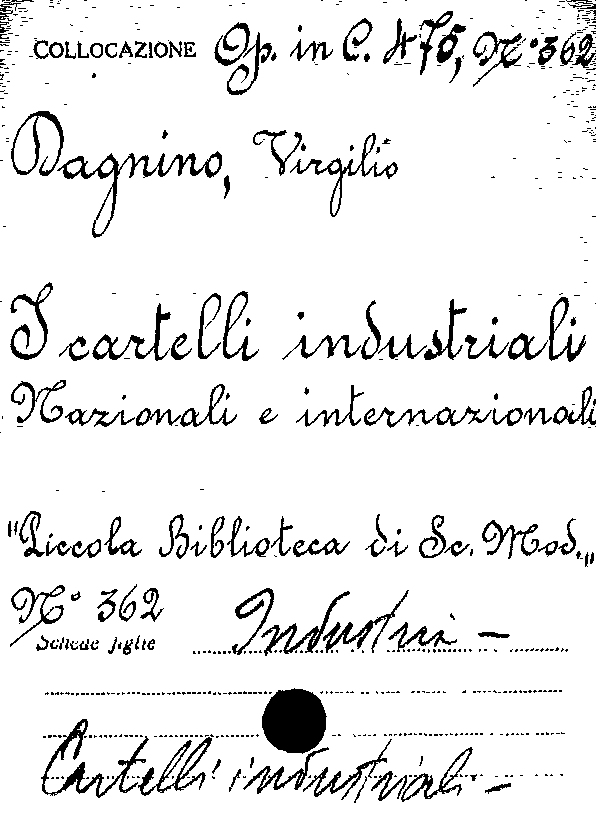 COLLOCAZIONE Op. in C. 475, N° 362
Dagnino, Virgilio
I cartelli industriali
Nazionali e internazionali
"Piccola Biblioteca di Sc. Mod.„
N° 362
Schede figlie Industria -
Cartelli industriali -